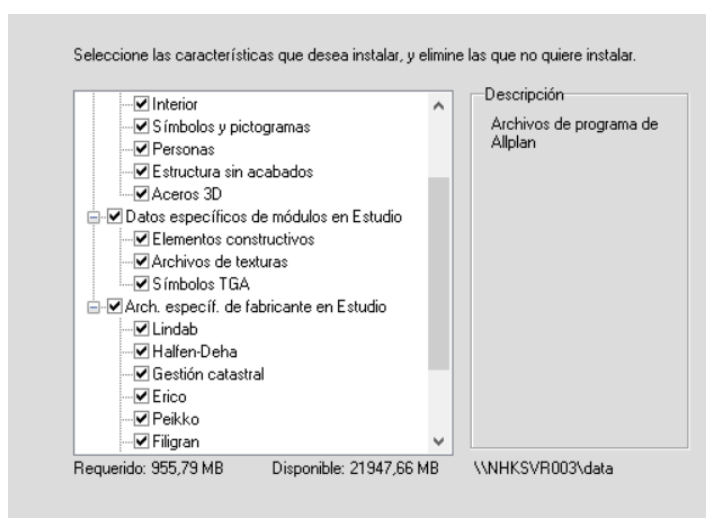 Seleccione las características que desea instalar, y elimine las que no quiere instalar.
Interior
Símbolos y pictogramas
Personas
Estructura sin acabados
Aceros 3D
Datos específicos de módulos en Estudio
Elementos constructivos
Archivos de texturas
Símbolos TGA
Arch. específ. de fabricante en Estudio
Lindab
Halfen-Deha
Gestión catastral
Erico
Peikko
Filigran
Descripción
Archivos de programa de
Allplan
Requerido: 955,79 MB Disponible: 21947,66 MB \\NHKSVR003\data